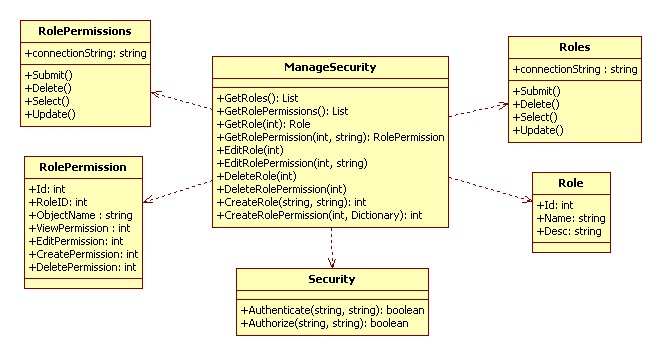 RolePermissions
+connectionString: string
+Submit()
+Delete()
+Select()
+Update()
ManageSecurity
+GetRoles(): List
+GetRolePermissions(): List
+GetRole(int): Role
+GetRolePermission(int, string): RolePermission
+EditRole(int)
+EditRolePermission(int, string)
+DeleteRole(int)
+DeleteRolePermission(int)
+CreateRole(string, string): int
+CreateRolePermission(int, Dictionary): int
Roles
+connectionString : string
+Submit()
+Delete()
+Select()
+Update()
RolePermission
+Id: int
+RoleID: int
+ObjectName : string
+ViewPermission : int
+EditPermission: int
+CreatePermission: int
+DeletePermission: int
Role
+Id: int
+Name: string
+Desc: string
Security
+Authenticate(string, string): boolean
+Authorize(string, string): boolean